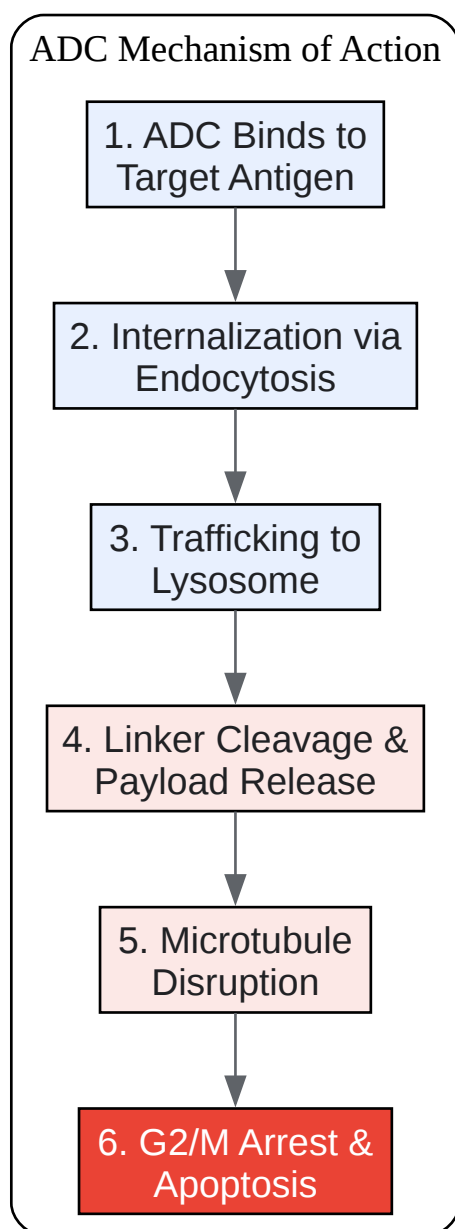 ADC Mechanism of Action
1. ADC Binds to
Target Antigen
2. Internalization via
Endocytosis
3. Trafficking to
Lysosome
4. Linker Cleavage &
Payload Release
5. Microtubule
Disruption
6. G2/M Arrest &
Apoptosis